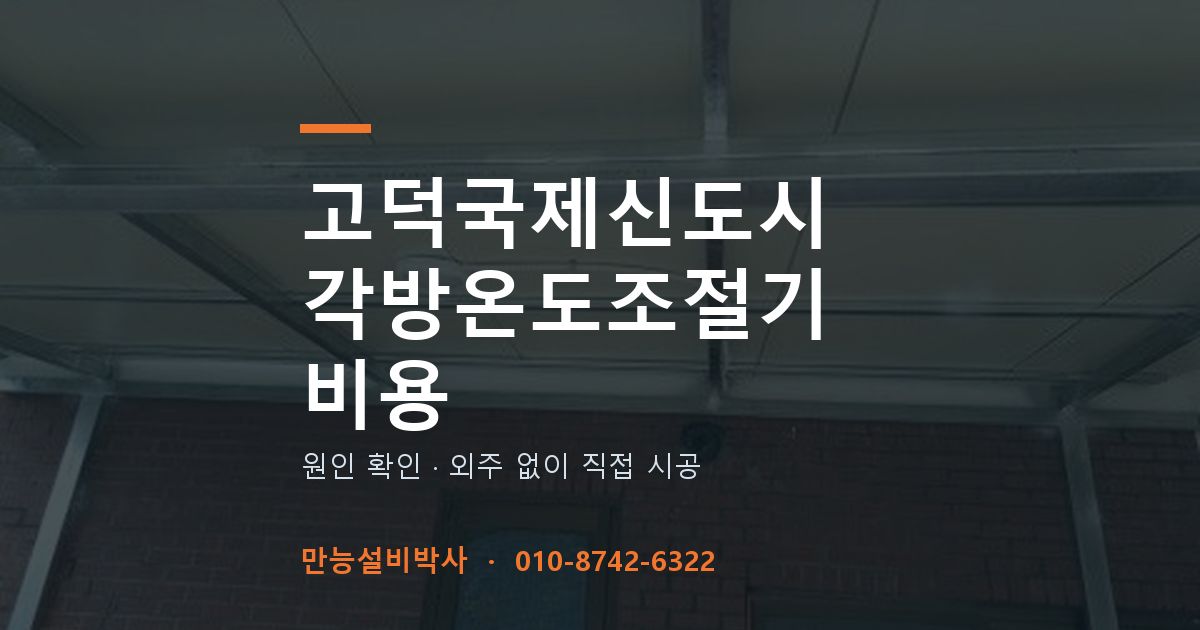 고덕국제신도시
각방온도조절기
비용
원인 확인 · 외주 없이 직접 시공
만능설비박사 · 010-8742-6322